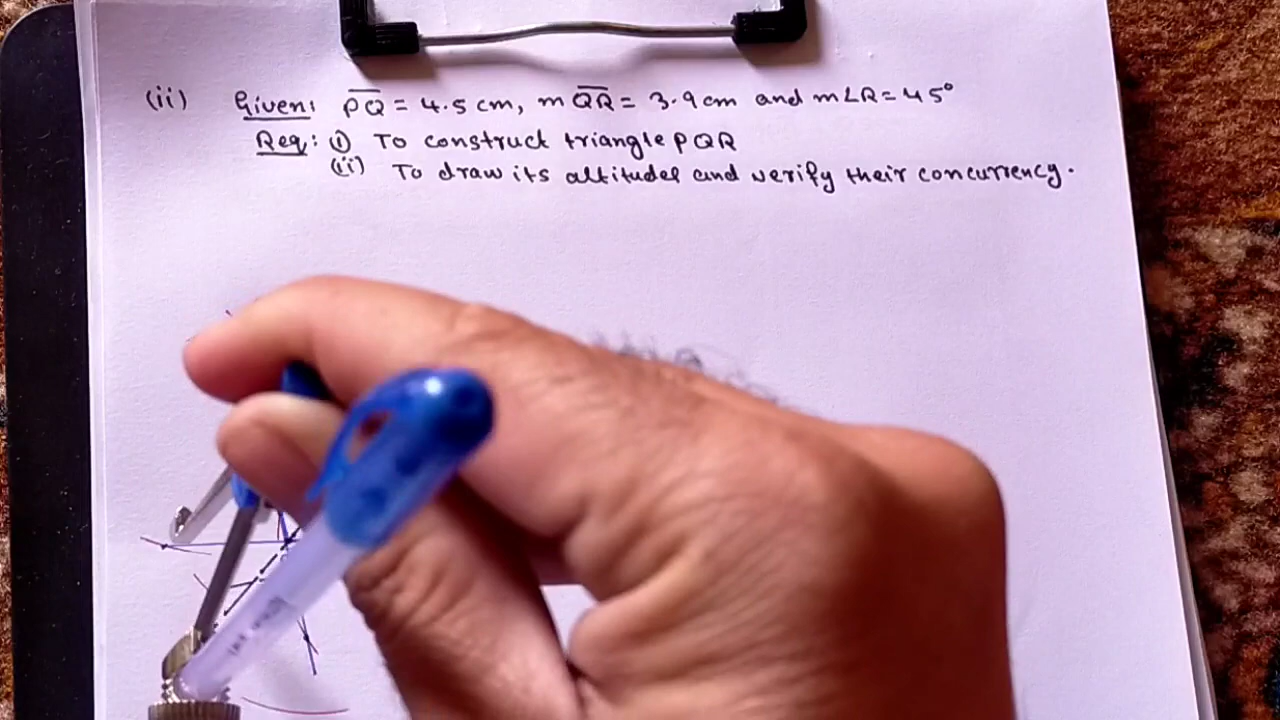 (ii) Given: PQ = 4.5 cm, m QR = 3.9 cm and m∠R = 45°
Req: (i) To construct triangle PQR
(ii) To draw its altitudes and verify their concurrency.